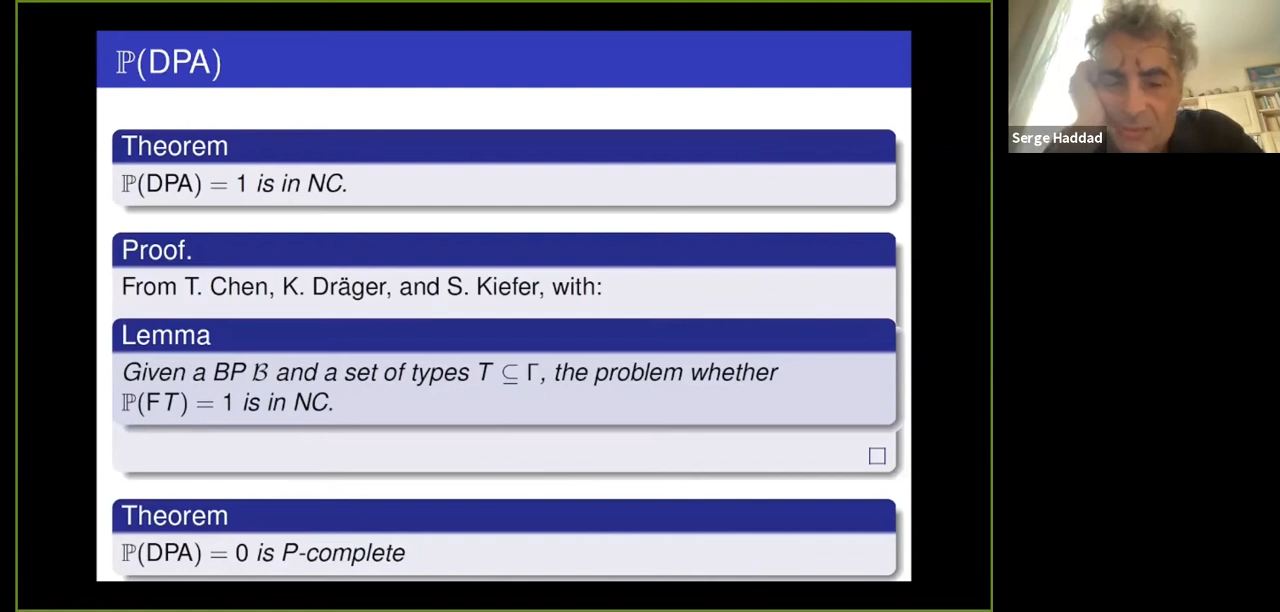 ℙ(DPA)
Theorem
ℙ(DPA) = 1 is in NC.
Proof.
From T. Chen, K. Dräger, and S. Kiefer, with:
Lemma
Given a BP ℬ and a set of types T ⊆ Γ, the problem whether
ℙ(FT) = 1 is in NC.
□
Theorem
ℙ(DPA) = 0 is P-complete
Serge Haddad